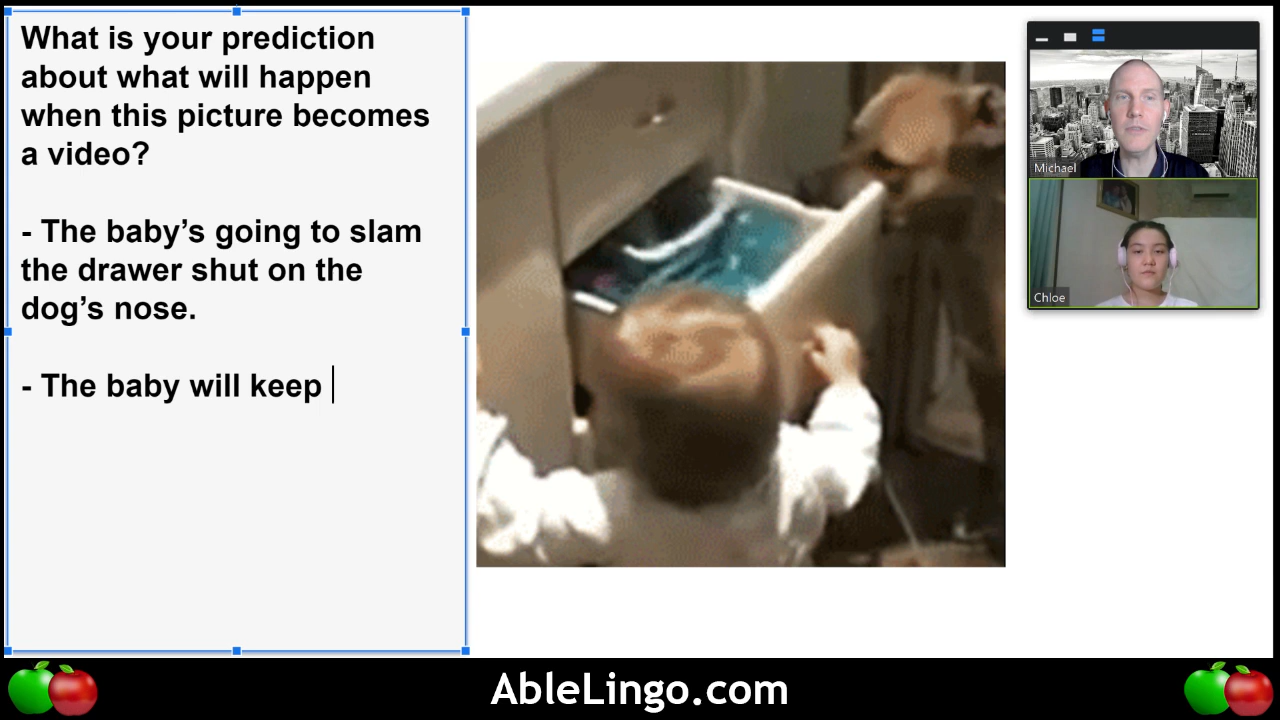 What is your prediction
about what will happen
when this picture becomes
a video?
- The baby’s going to slam
the drawer shut on the
dog’s nose.
- The baby will keep
Michael
Chloe
AbleLingo.com